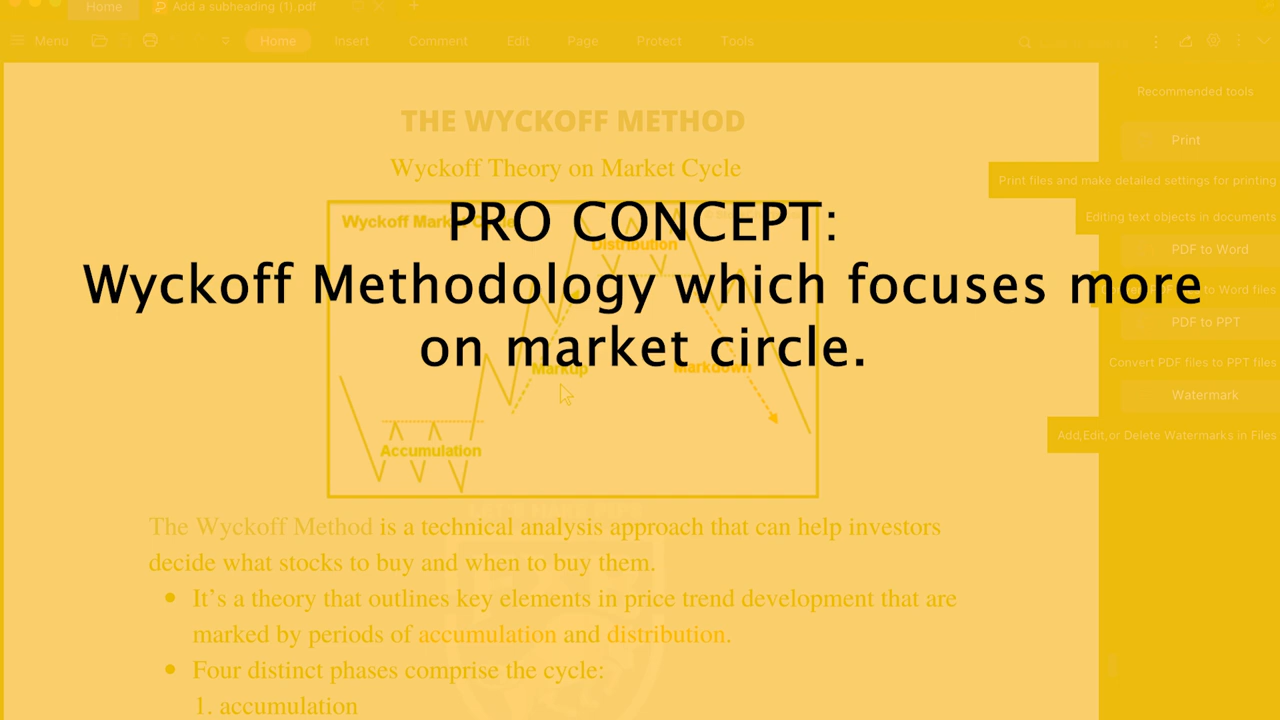 Home
Add a subheading (1).pdf
+
Menu
Home
Insert
Comment
Edit
Page
Protect
Tools
Recommended tools
THE WYCKOFF METHOD
Print
Wyckoff Theory on Market Cycle
Print files and make detailed settings for printing
PRO CONCEPT:
Editing text objects in documents
Wyckoff
Distribution
PDF to Word
Wyckoff Methodology which focuses more
to Word files
PDF to PPT
on market circle.
Markup
Markdown
Convert PDF files to PPT files
Watermark
Add,Edit,or Delete Watermarks in Files
Accumulation
The Wyckoff Method is a technical analysis approach that can help investors
decide what stocks to buy and when to buy them.
• It’s a theory that outlines key elements in price trend development that are
marked by periods of accumulation and distribution.
• Four distinct phases comprise the cycle:
1. accumulation